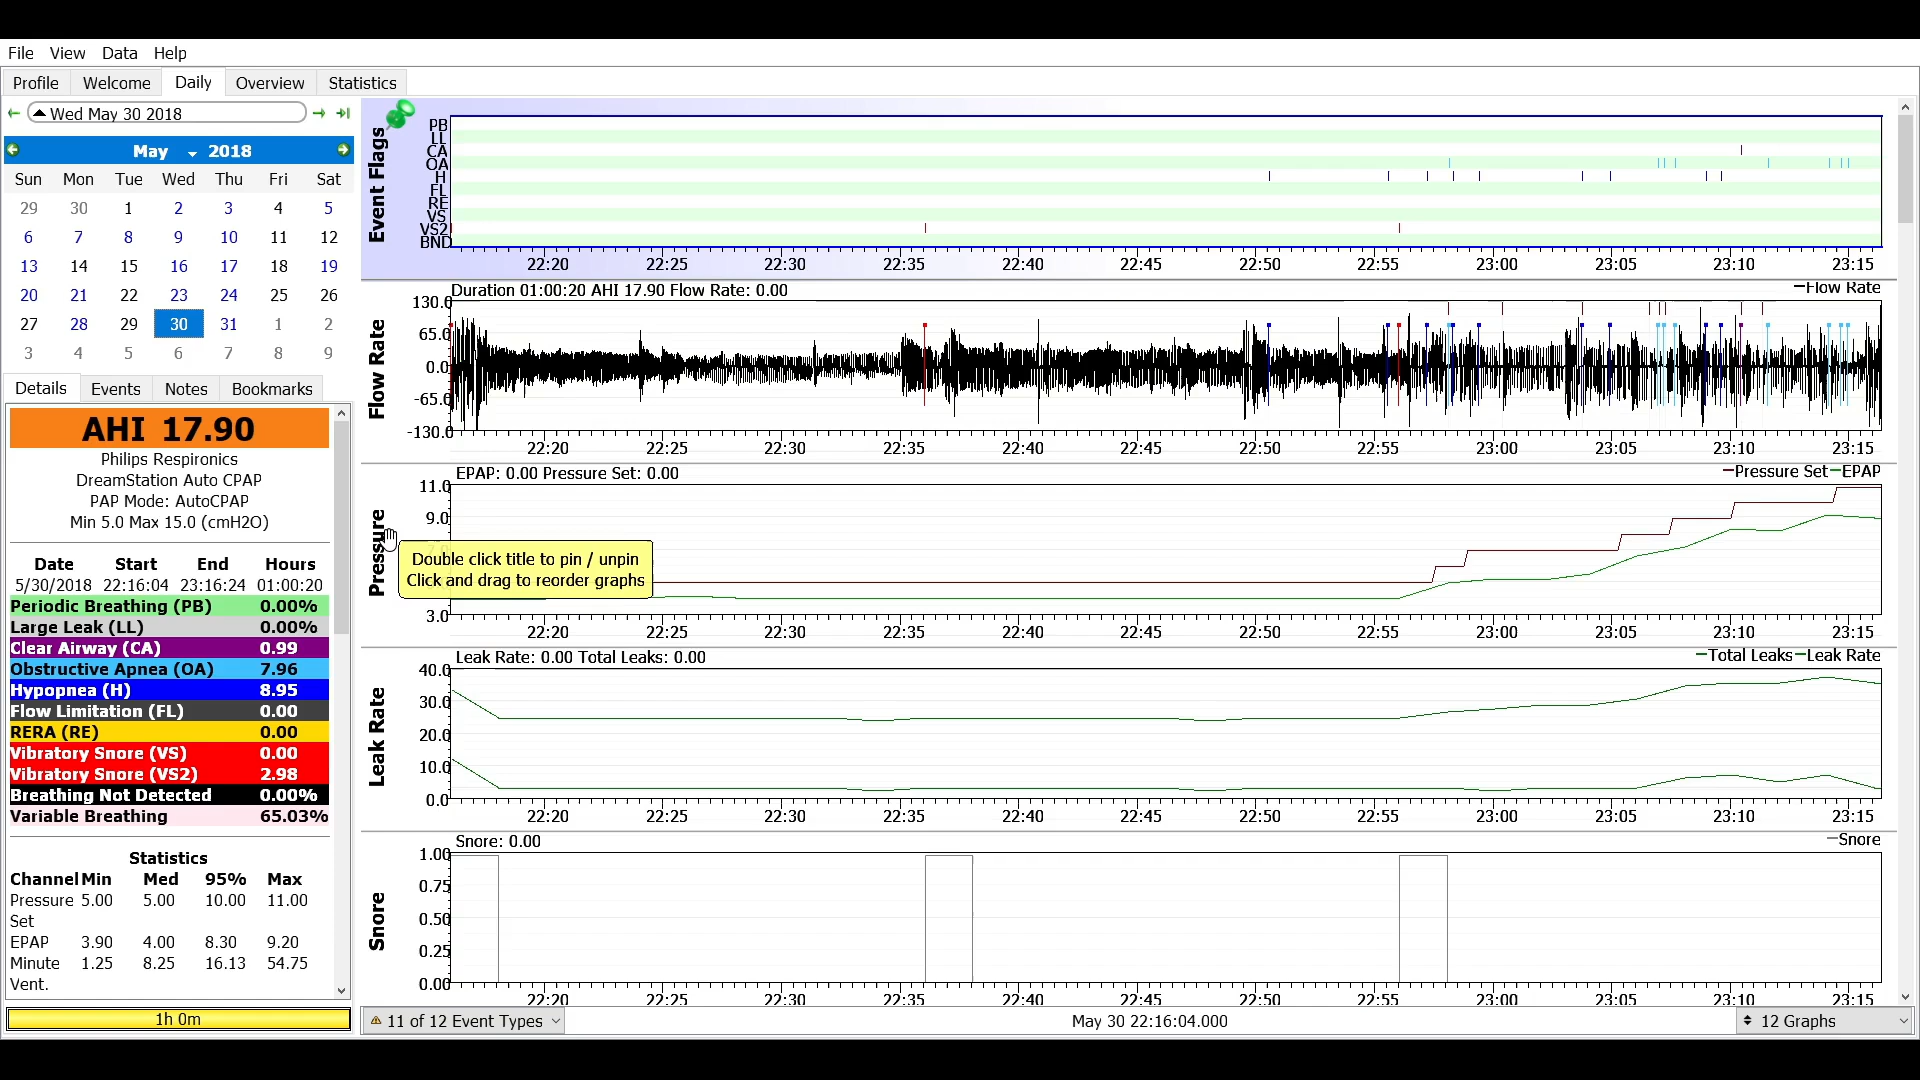 File View Data Help
Profile Welcome Daily Overview Statistics
Wed May 30 2018
May 2018
Sun Mon Tue Wed Thu Fri Sat
29 30 1 2 3 4 5
6 7 8 9 10 11 12
13 14 15 16 17 18 19
20 21 22 23 24 25 26
27 28 29 30 31 1 2
3 4 5 6 7 8 9
Details Events Notes Bookmarks
AHI 17.90
Philips Respironics
DreamStation Auto CPAP
PAP Mode: AutoCPAP
Min 5.0 Max 15.0 (cmH2O)
Date Start End Hours
5/30/2018 22:16:04 23:16:24 01:00:20
Periodic Breathing (PB) 0.00%
Large Leak (LL) 0.00%
Clear Airway (CA) 0.99
Obstructive Apnea (OA) 7.96
Hypopnea (H) 8.95
Flow Limitation (FL) 0.00
RERA (RE) 0.00
Vibratory Snore (VS) 0.00
Vibratory Snore (VS2) 2.98
Breathing Not Detected 0.00%
Variable Breathing 65.03%
Statistics
Channel Min Med 95% Max
Pressure Set 5.00 5.00 10.00 11.00
EPAP 3.90 4.00 8.30 9.20
Minute Vent. 1.25 8.25 16.13 54.75
1h 0m
Event Flags
PB
LL
CA
OA
H
FL
RE
VS
VS2
BND
22:20 22:25 22:30 22:35 22:40 22:45 22:50 22:55 23:00 23:05 23:10 23:15
Duration 01:00:20 AHI 17.90 Flow Rate: 0.00
Flow Rate
Flow Rate
130.0
65.0
0.0
-65.0
-130.0
22:20 22:25 22:30 22:35 22:40 22:45 22:50 22:55 23:00 23:05 23:10 23:15
EPAP: 0.00 Pressure Set: 0.00
Pressure Set EPAP
Pressure
11.0
9.0
3.0
Double click title to pin / unpin
Click and drag to reorder graphs
22:20 22:25 22:30 22:35 22:40 22:45 22:50 22:55 23:00 23:05 23:10 23:15
Leak Rate: 0.00 Total Leaks: 0.00
Total Leaks Leak Rate
Leak Rate
40.0
30.0
20.0
10.0
0.0
22:20 22:25 22:30 22:35 22:40 22:45 22:50 22:55 23:00 23:05 23:10 23:15
Snore: 0.00
Snore
Snore
1.00
0.75
0.50
0.25
0.00
22:20 22:25 22:30 22:35 22:40 22:45 22:50 22:55 23:00 23:05 23:10 23:15
11 of 12 Event Types
May 30 22:16:04.000
12 Graphs